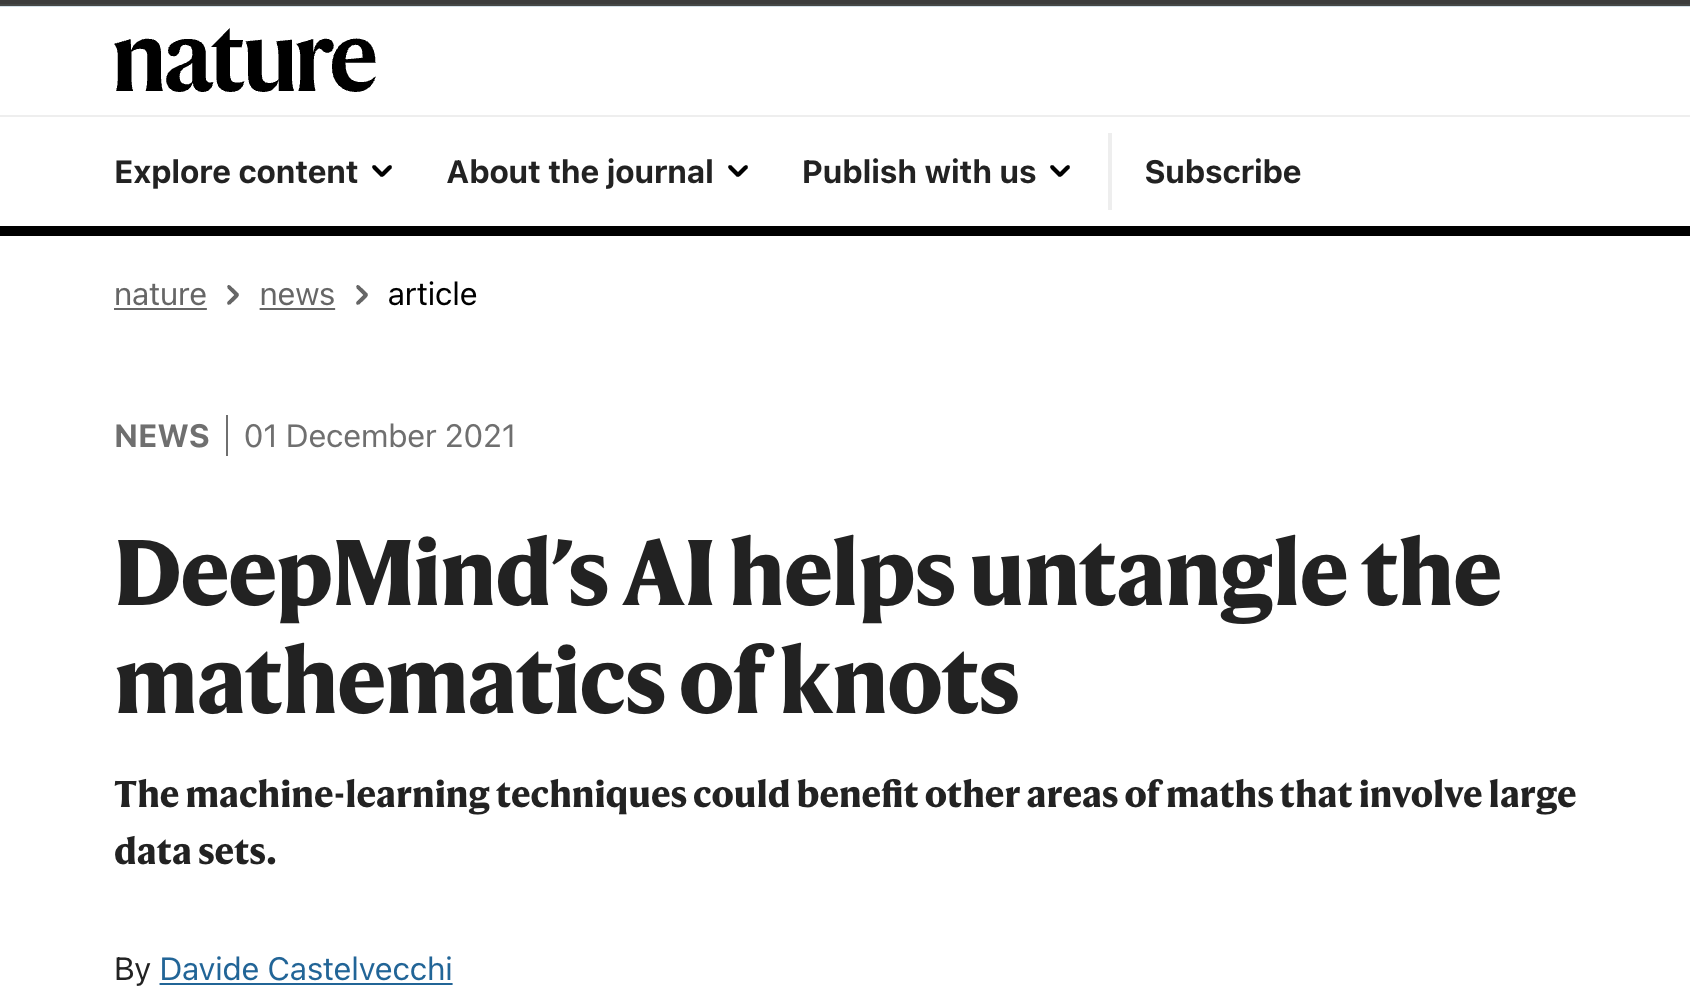 nature
Explore content About the journal Publish with us Subscribe
nature > news > article
NEWS | 01 December 2021
DeepMind’s AI helps untangle the
mathematics of knots
The machine-learning techniques could benefit other areas of maths that involve large
data sets.
By Davide Castelvecchi